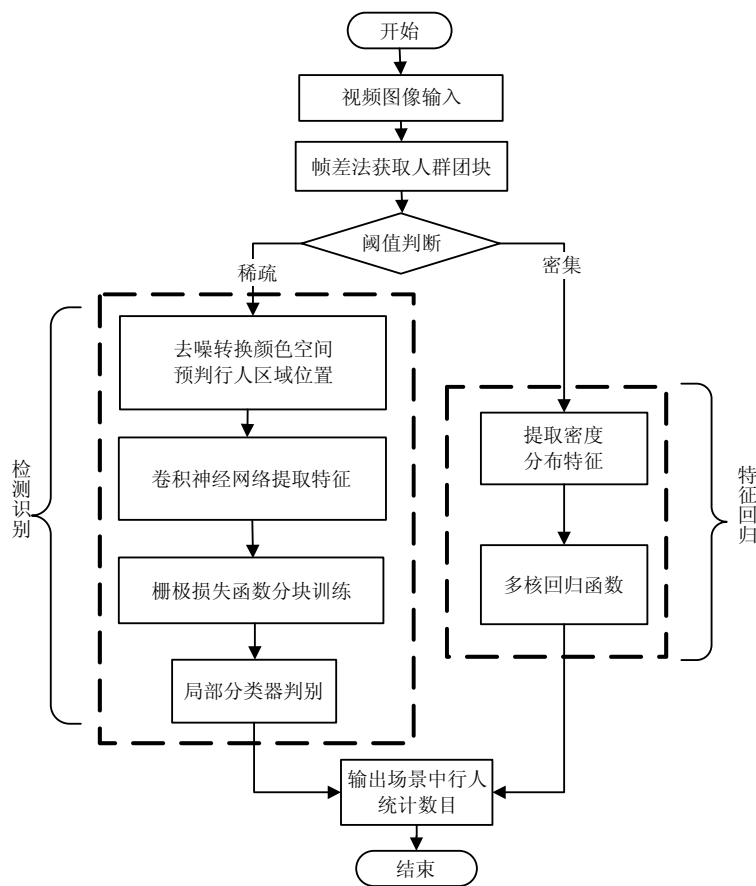 开始
视频图像输入
帧差法获取人群团块
阈值判断
稀疏
密集
去噪转换颜色空间
预判行人区域位置
卷积神经网络提取特征
栅极损失函数分块训练
局部分类器判别
检测识别
提取密度
分布特征
多核回归函数
特征回归
输出场景中行人
统计数目
结束